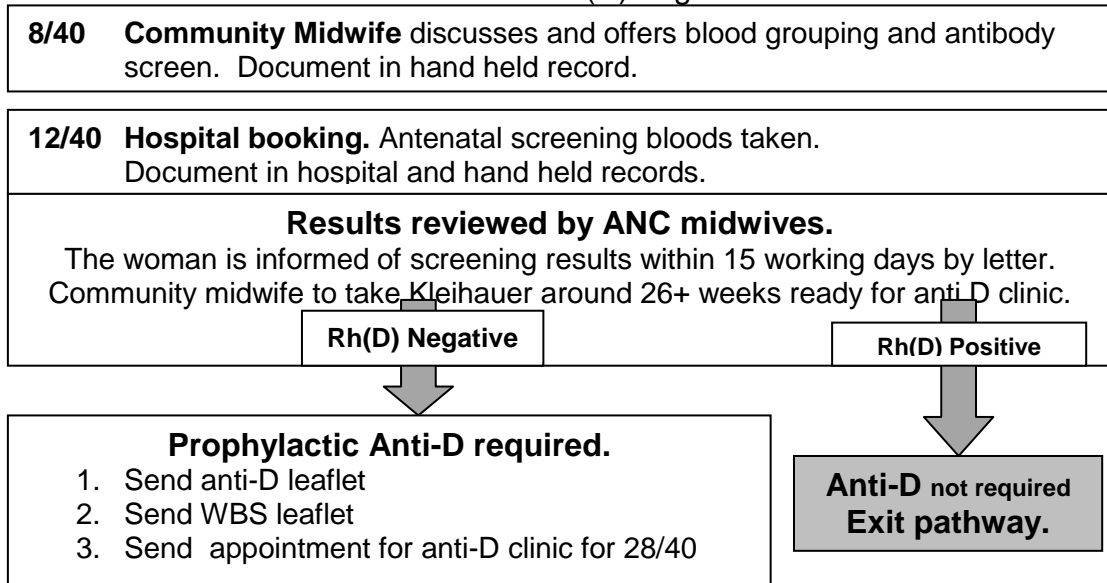 8/40 Community Midwife discusses and offers blood grouping and antibody
screen. Document in hand held record.
12/40 Hospital booking. Antenatal screening bloods taken.
Document in hospital and hand held records.
Results reviewed by ANC midwives.
The woman is informed of screening results within 15 working days by letter.
Community midwife to take Kleihauer around 26+ weeks ready for anti D clinic.
Rh(D) Negative
Rh(D) Positive
Prophylactic Anti-D required.
1. Send anti-D leaflet
2. Send WBS leaflet
3. Send appointment for anti-D clinic for 28/40
Anti-D not required
Exit pathway.